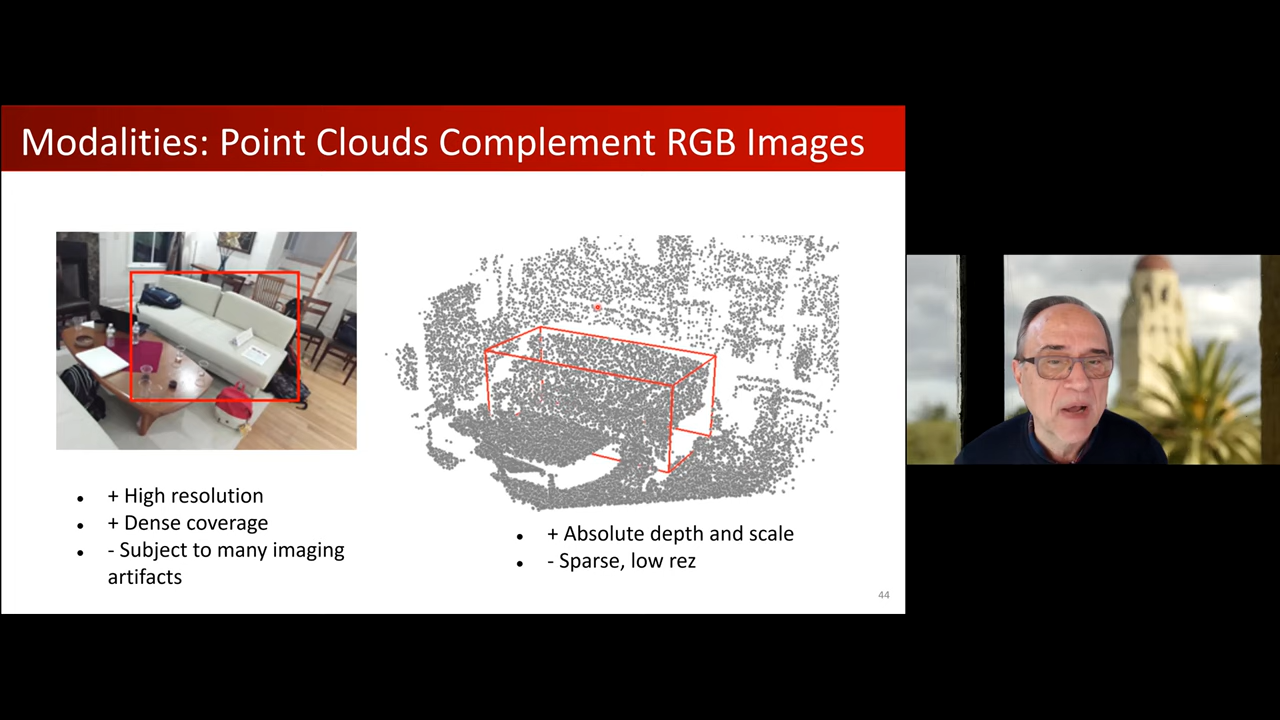 Modalities: Point Clouds Complement RGB Images
• + High resolution
• + Dense coverage
• - Subject to many imaging
artifacts
• + Absolute depth and scale
• - Sparse, low rez
44